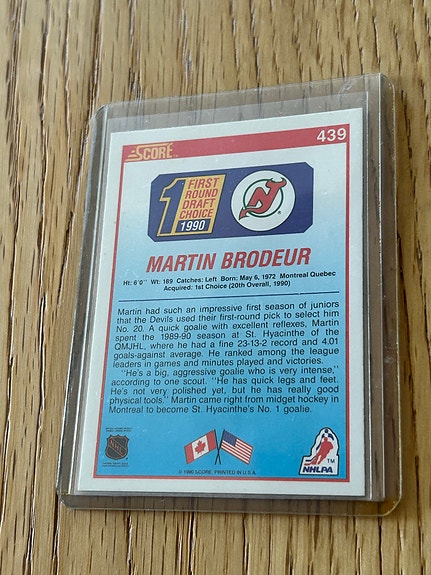 SCORE™
439
1 FIRST
ROUND
DRAFT
CHOICE
1990
NJ
MARTIN BRODEUR
Ht: 6'0" Wt: 189 Catches: Left Born: May 6, 1972 Montreal Quebec
Acquired: 1st Choice (20th Overall, 1990)
Martin had such an impressive first season of juniors
that the Devils used their first-round pick to select him
No. 20. A quick goalie with excellent reflexes, Martin
spent the 1989-90 season at St. Hyacinthe of the
QMJHL, where he had a fine 23-13-2 record and 4.01
goals-against average. He ranked among the league
leaders in games and minutes played and victories.
"He's a big, aggressive goalie who is very intense,"
according to one scout. "He has quick legs and feet.
He's not very polished yet, but he has really good
physical tools." Martin came right from midget hockey in
Montreal to become St. Hyacinthe's No. 1 goalie.
NHL
© 1990 SCORE, PRINTED IN U.S.A.
NHLPA
TM